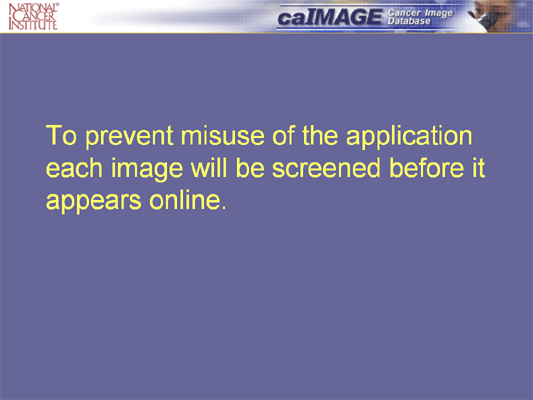 NATIONAL®
CANCER
INSTITUTE
caIMAGE Cancer Image
Database
To prevent misuse of the application
each image will be screened before it
appears online.